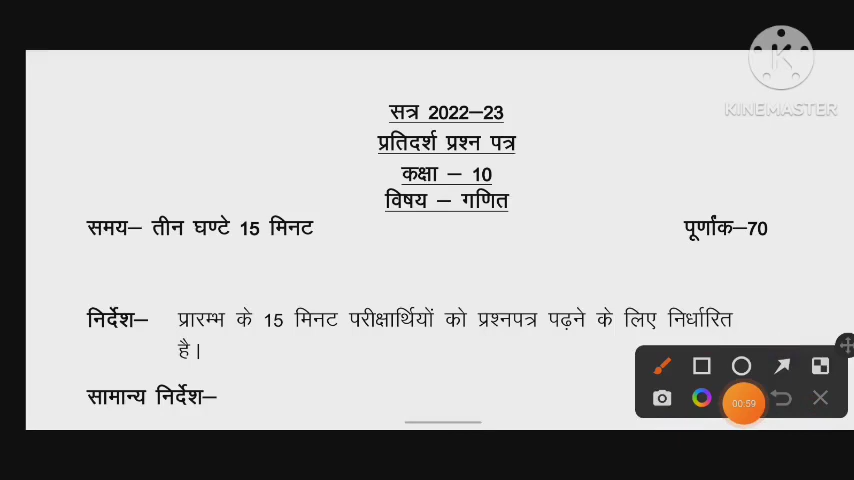 KINEMASTER
सत्र 2022–23
प्रतिदर्श प्रश्न पत्र
कक्षा – 10
विषय – गणित
समय– तीन घण्टे 15 मिनट पूर्णांक–70
निर्देश– प्रारम्भ के 15 मिनट परीक्षार्थियों को प्रश्नपत्र पढ़ने के लिए निर्धारित
है।
सामान्य निर्देश–
00:59